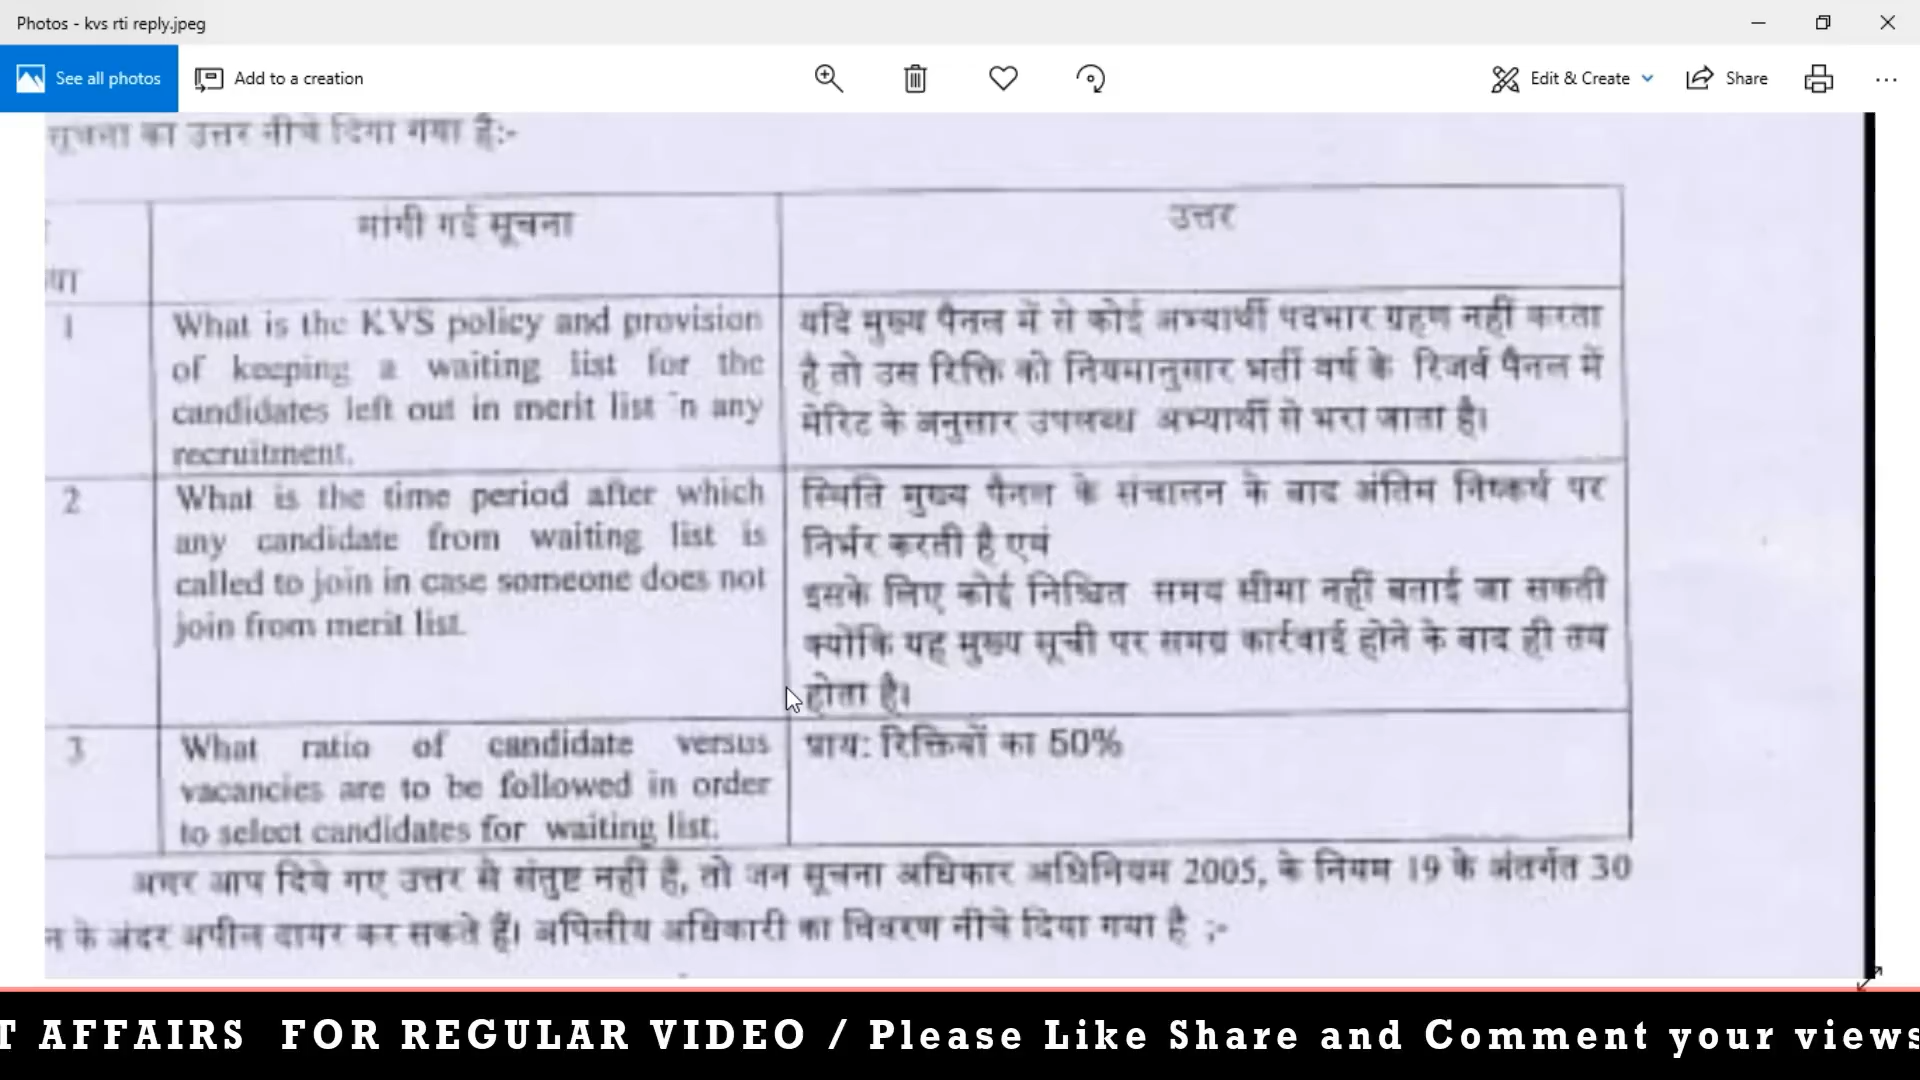 Photos - kvs rti reply.jpeg
See all photos
Add to a creation
Edit & Create
Share
सूचना का उत्तर नीचे दिया गया है:-
मांगी गई सूचना
उत्तर
1
What is the KVS policy and provision
of keeping a waiting list for the
candidates left out in merit list in any
recruitment.
यदि मुख्य पैनल में से कोई अभ्यार्थी पदभार ग्रहण नहीं करता
है तो उस रिक्ति को नियमानुसार भर्ती वर्ष के रिजर्व पैनल में
मेरिट के अनुसार उपलब्ध अभ्यार्थी से भरा जाता है।
2
What is the time period after which
any candidate from waiting list is
called to join in case someone does not
join from merit list.
स्थिति मुख्य पैनल के संचालन के बाद अंतिम निष्कर्ष पर
निर्भर करती है एवं
इसके लिए कोई निश्चित समय सीमा नहीं बताई जा सकती
क्योंकि यह मुख्य सूची पर समग्र कार्रवाई होने के बाद ही तय
होता है।
3
What ratio of candidate versus
vacancies are to be followed in order
to select candidates for waiting list.
प्राय: रिक्तियों का 50%
अगर आप दिये गए उत्तर से संतुष्ट नहीं है, तो जन सूचना अधिकार अधिनियम 2005, के नियम 19 के अंतर्गत 30
न के अंदर अपील दायर कर सकते हैं। अपिलीय अधिकारी का विवरण नीचे दिया गया है ;-
T AFFAIRS FOR REGULAR VIDEO / Please Like Share and Comment your views